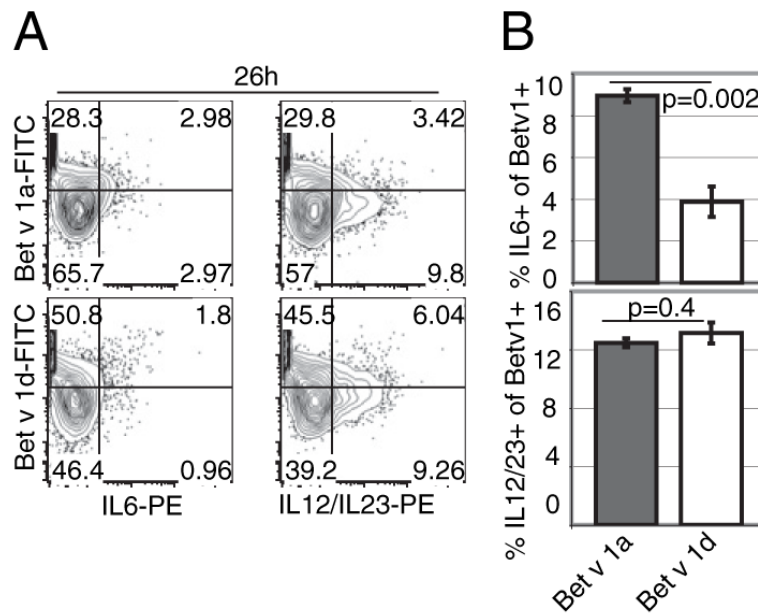 A
B
26h
28.3 2.98 29.8 3.42
65.7 2.97 57 9.8
Bet v 1a-FITC
50.8 1.8 45.5 6.04
46.4 0.96 39.2 9.26
Bet v 1d-FITC
IL6-PE IL12/IL23-PE
% IL6+ of Betv1+
10
8
6
4
2
0
p=0.002
% IL12/23+ of Betv1+
16
12
8
4
0
p=0.4
Bet v 1a
Bet v 1d